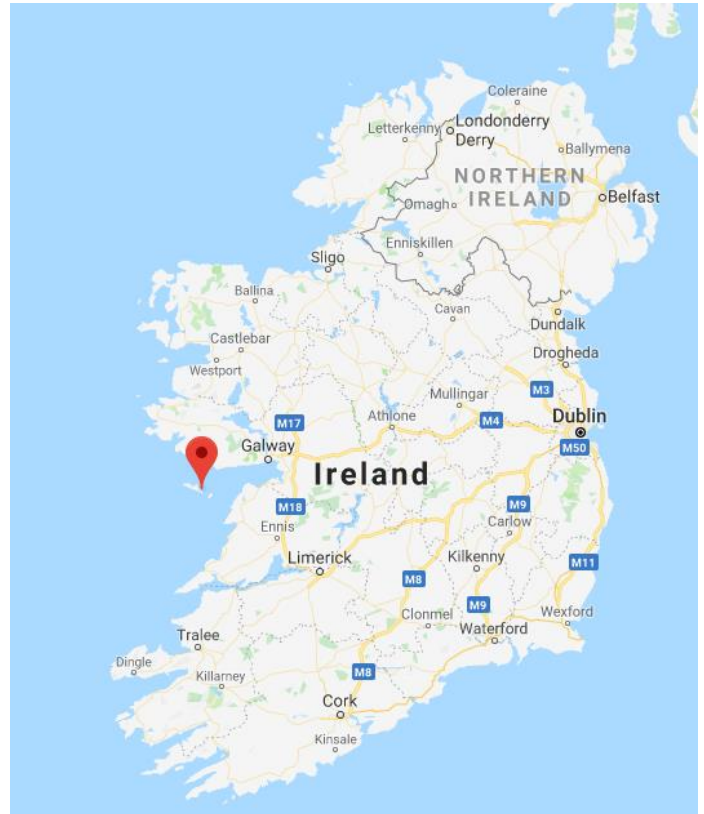 Coleraine
Londonderry
Derry
Letterkenny
Ballymena
NORTHERN
IRELAND
Omagh
Belfast
Enniskillen
Sligo
Ballina
Cavan
Dundalk
Castlebar
Drogheda
Westport
Mullingar
M3
Athlone
M17
M4
Dublin
Galway
M50
Ireland
M18
M9
Ennis
Carlow
Limerick
Kilkenny
M11
M8
Clonmel
M9
Wexford
Waterford
Tralee
Dingle
Killarney
M8
Cork
Kinsale